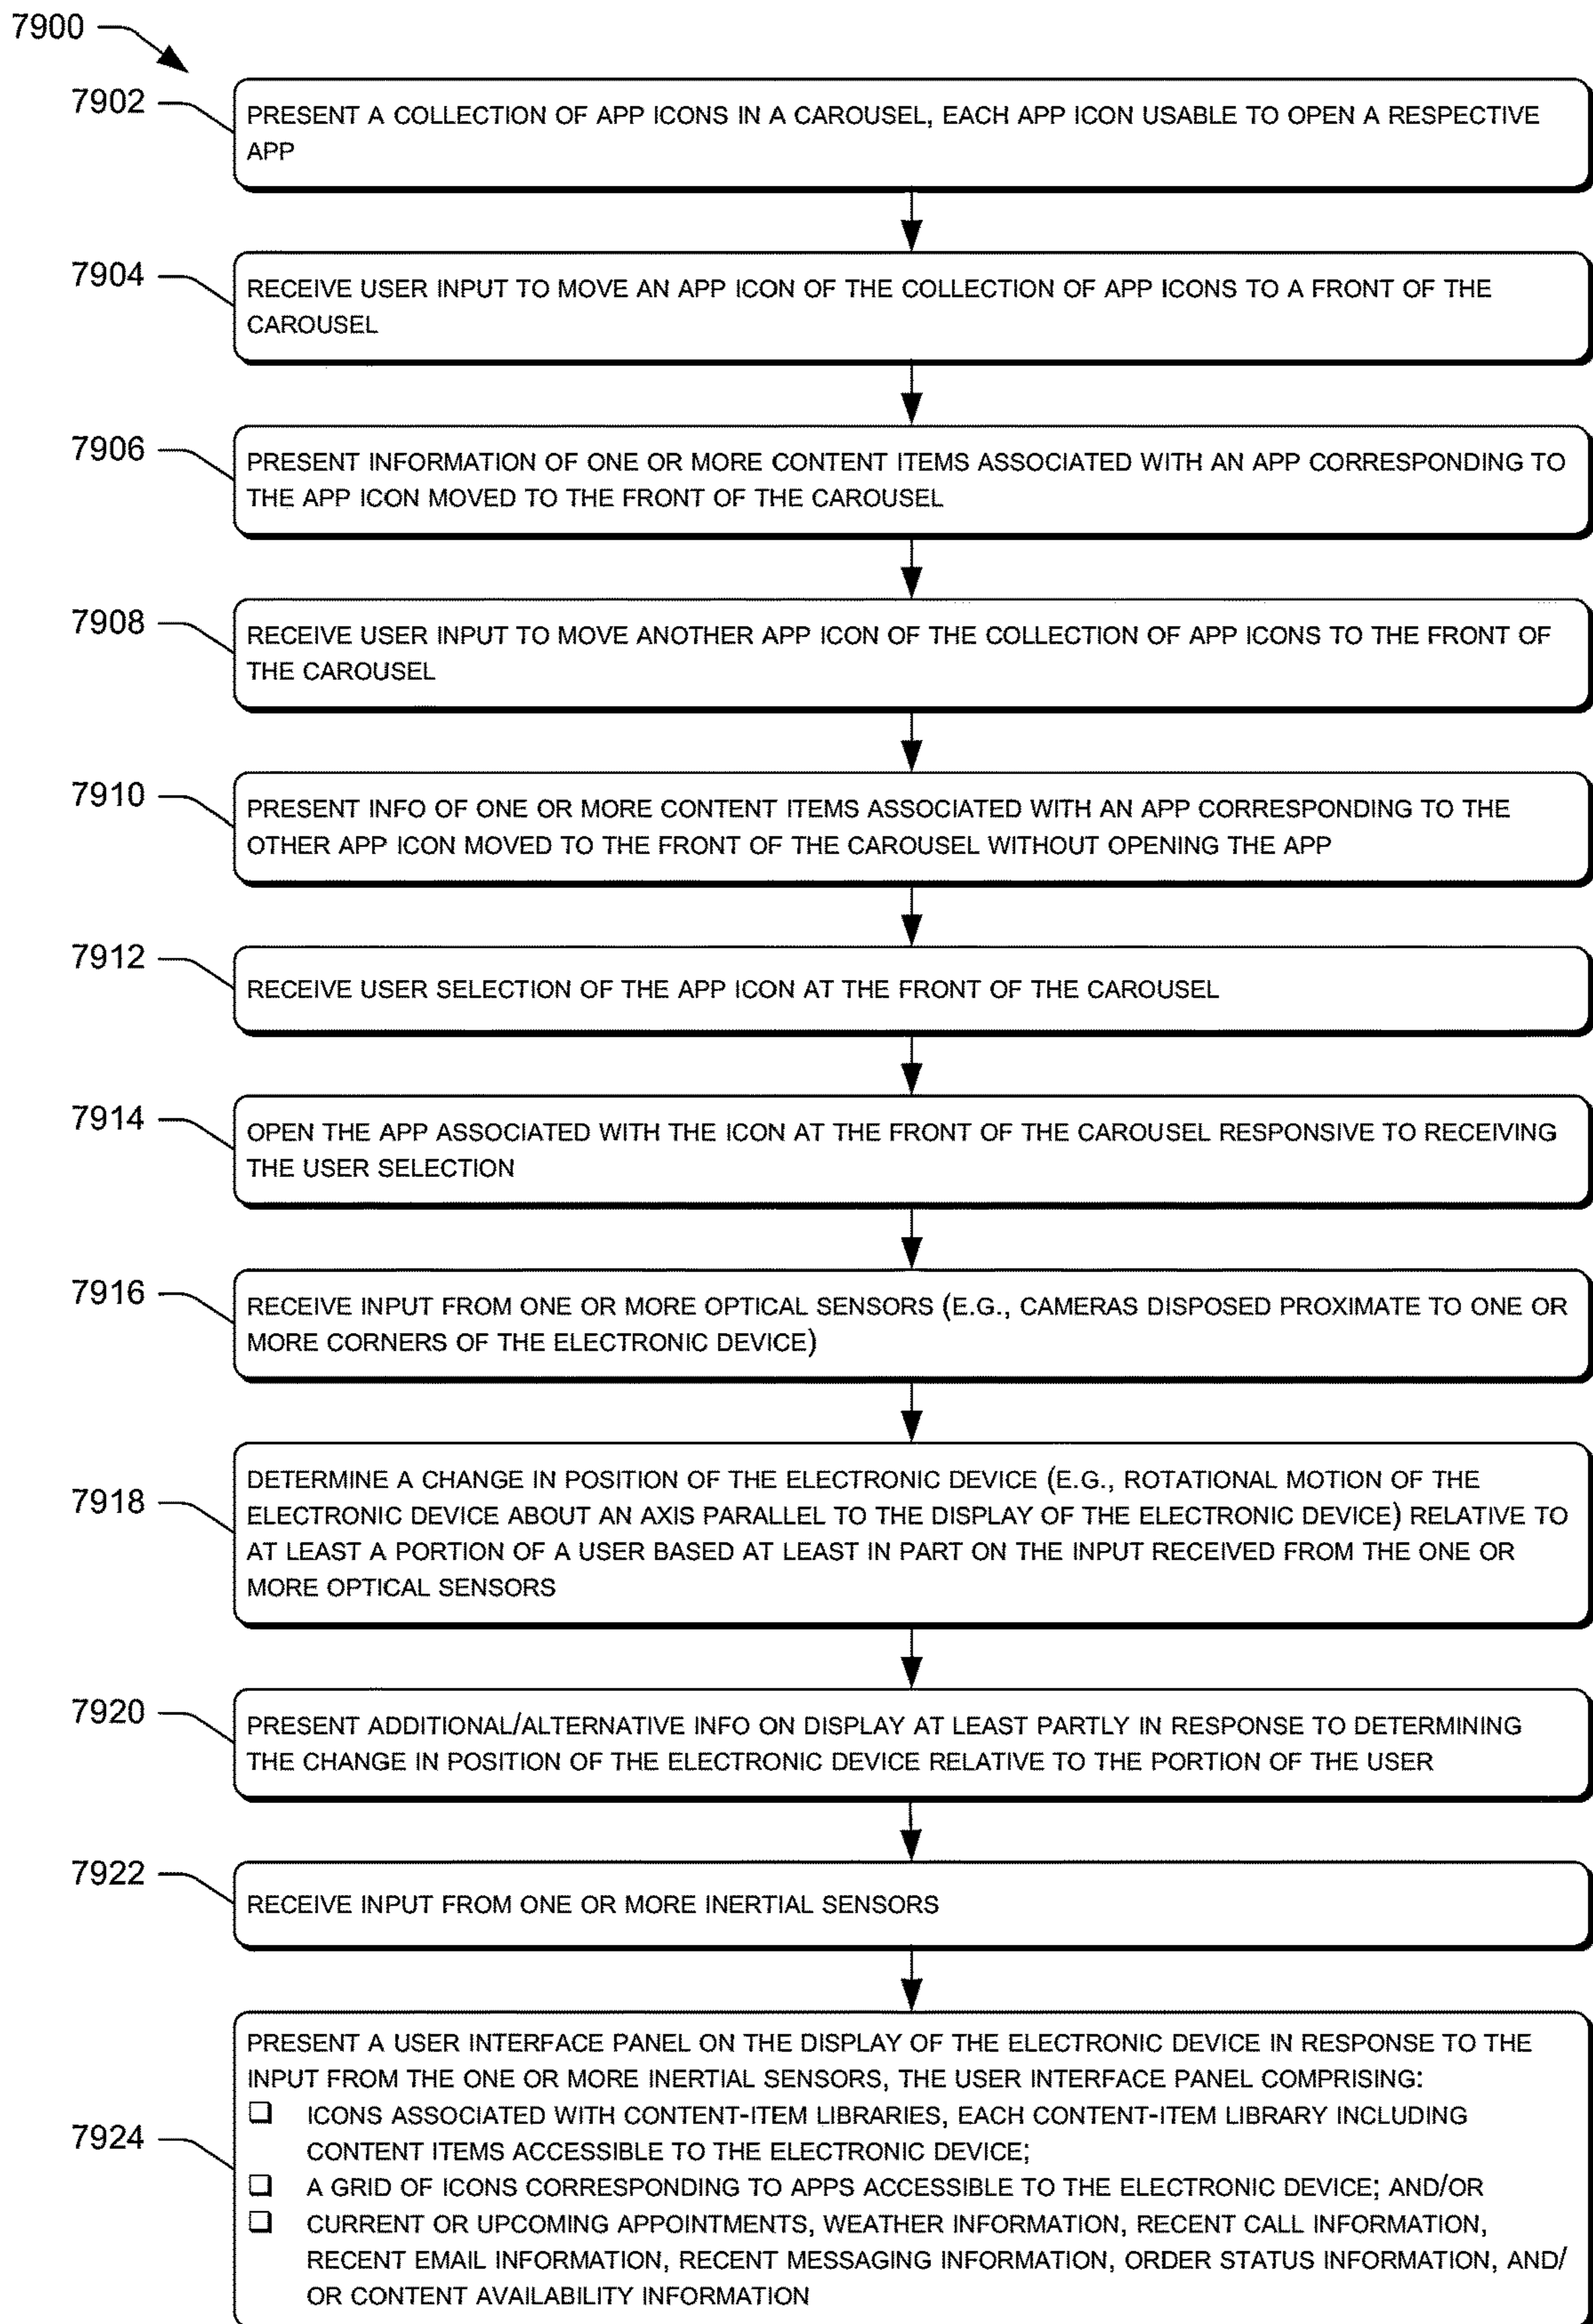 7900
7902
PRESENT A COLLECTION OF APP ICONS IN A CAROUSEL, EACH APP ICON USABLE TO OPEN A RESPECTIVE
APP
7904
RECEIVE USER INPUT TO MOVE AN APP ICON OF THE COLLECTION OF APP ICONS TO A FRONT OF THE
CAROUSEL
7906
PRESENT INFORMATION OF ONE OR MORE CONTENT ITEMS ASSOCIATED WITH AN APP CORRESPONDING TO
THE APP ICON MOVED TO THE FRONT OF THE CAROUSEL
7908
RECEIVE USER INPUT TO MOVE ANOTHER APP ICON OF THE COLLECTION OF APP ICONS TO THE FRONT OF
THE CAROUSEL
7910
PRESENT INFO OF ONE OR MORE CONTENT ITEMS ASSOCIATED WITH AN APP CORRESPONDING TO THE
OTHER APP ICON MOVED TO THE FRONT OF THE CAROUSEL WITHOUT OPENING THE APP
7912
RECEIVE USER SELECTION OF THE APP ICON AT THE FRONT OF THE CAROUSEL
7914
OPEN THE APP ASSOCIATED WITH THE ICON AT THE FRONT OF THE CAROUSEL RESPONSIVE TO RECEIVING
THE USER SELECTION
7916
RECEIVE INPUT FROM ONE OR MORE OPTICAL SENSORS (E.G., CAMERAS DISPOSED PROXIMATE TO ONE OR
MORE CORNERS OF THE ELECTRONIC DEVICE)
7918
DETERMINE A CHANGE IN POSITION OF THE ELECTRONIC DEVICE (E.G., ROTATIONAL MOTION OF THE
ELECTRONIC DEVICE ABOUT AN AXIS PARALLEL TO THE DISPLAY OF THE ELECTRONIC DEVICE) RELATIVE TO
AT LEAST A PORTION OF A USER BASED AT LEAST IN PART ON THE INPUT RECEIVED FROM THE ONE OR
MORE OPTICAL SENSORS
7920
PRESENT ADDITIONAL/ALTERNATIVE INFO ON DISPLAY AT LEAST PARTLY IN RESPONSE TO DETERMINING
THE CHANGE IN POSITION OF THE ELECTRONIC DEVICE RELATIVE TO THE PORTION OF THE USER
7922
RECEIVE INPUT FROM ONE OR MORE INERTIAL SENSORS
7924
PRESENT A USER INTERFACE PANEL ON THE DISPLAY OF THE ELECTRONIC DEVICE IN RESPONSE TO THE
INPUT FROM THE ONE OR MORE INERTIAL SENSORS, THE USER INTERFACE PANEL COMPRISING:
❑ ICONS ASSOCIATED WITH CONTENT-ITEM LIBRARIES, EACH CONTENT-ITEM LIBRARY INCLUDING
CONTENT ITEMS ACCESSIBLE TO THE ELECTRONIC DEVICE;
❑ A GRID OF ICONS CORRESPONDING TO APPS ACCESSIBLE TO THE ELECTRONIC DEVICE; AND/OR
❑ CURRENT OR UPCOMING APPOINTMENTS, WEATHER INFORMATION, RECENT CALL INFORMATION,
RECENT EMAIL INFORMATION, RECENT MESSAGING INFORMATION, ORDER STATUS INFORMATION, AND/
OR CONTENT AVAILABILITY INFORMATION